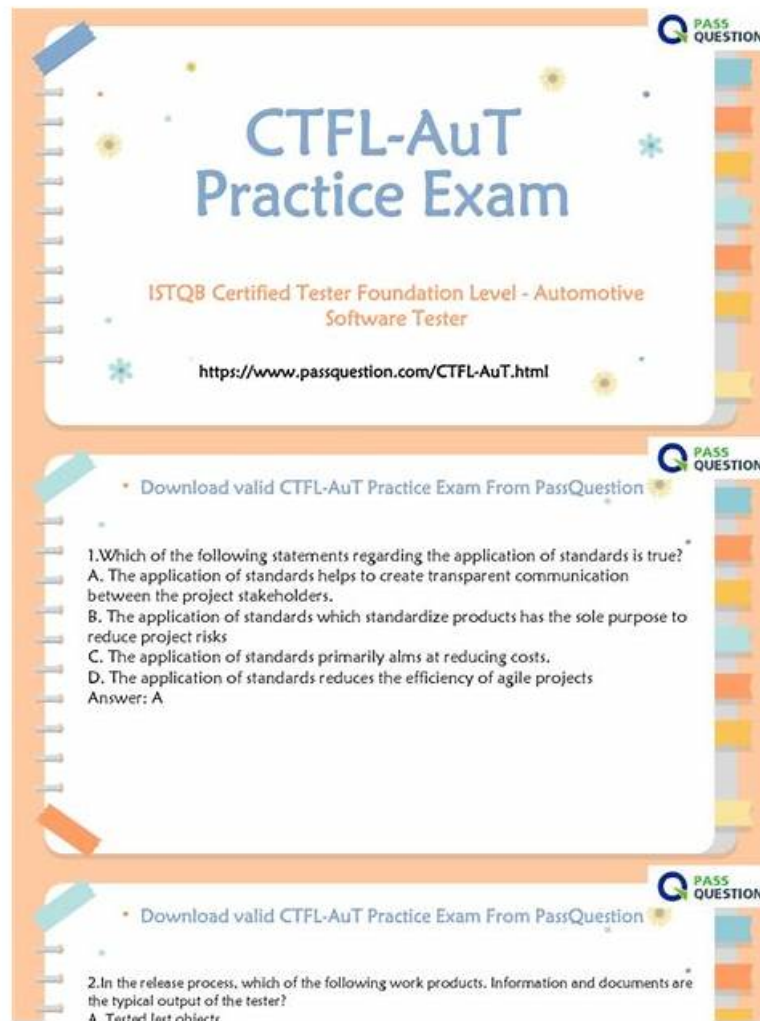 PASS
QUESTION
CTFL-AuT
Practice Exam
ISTQB Certified Tester Foundation Level - Automotive
Software Tester
https://www.passquestion.com/CTFL-AuT.html
PASS
QUESTION
• Download valid CTFL-AuT Practice Exam From PassQuestion
1.Which of the following statements regarding the application of standards is true?
A. The application of standards helps to create transparent communication
between the project stakeholders.
B. The application of standards which standardize products has the sole purpose to
reduce project risks
C. The application of standards primarily alms at reducing costs.
D. The application of standards reduces the efficiency of agile projects
Answer: A
PASS
QUESTION
• Download valid CTFL-AuT Practice Exam From PassQuestion
2.In the release process, which of the following work products. Information and documents are
the typical output of the tester?
A. Tested lest objects